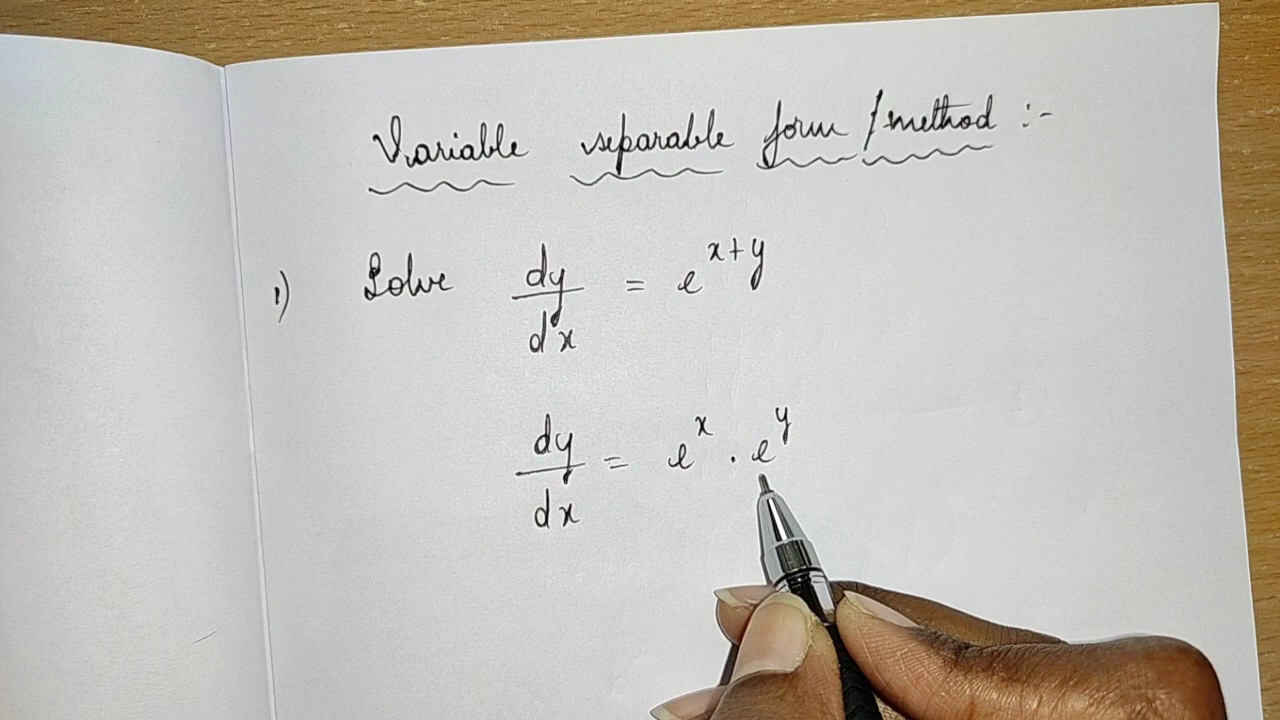 Variable separable form / method :-
1) Solve dy/dx = e^(x+y)
dy/dx = e^x . e^y